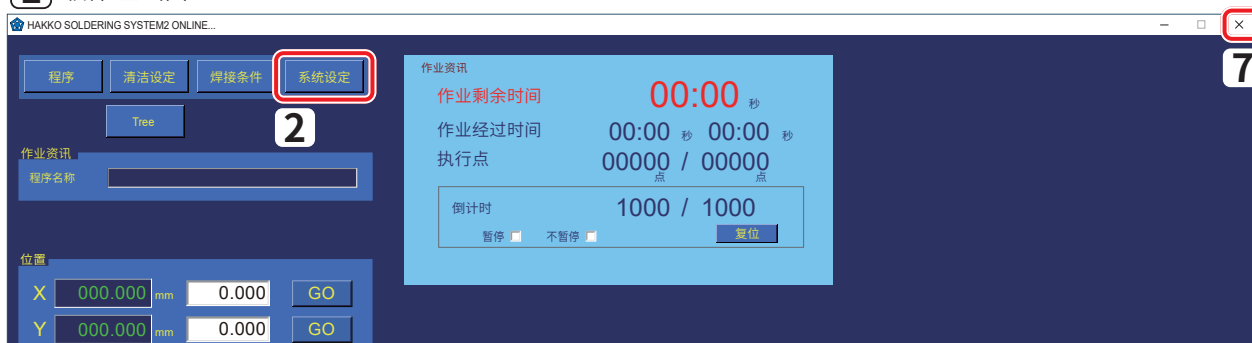 2
HAKKO SOLDERING SYSTEM2 ONLINE...
7
程序 清洁设定 焊接条件 系统设定
2
Tree
作业资讯
程序名称
作业资讯
作业剩余时间 00:00 秒
作业经过时间 00:00 秒 00:00 秒
执行点 00000 / 00000
点 点
倒计时 1000 / 1000
暂停 不暂停 复位
位置
X 000.000 mm 0.000 GO
Y 000.000 mm 0.000 GO